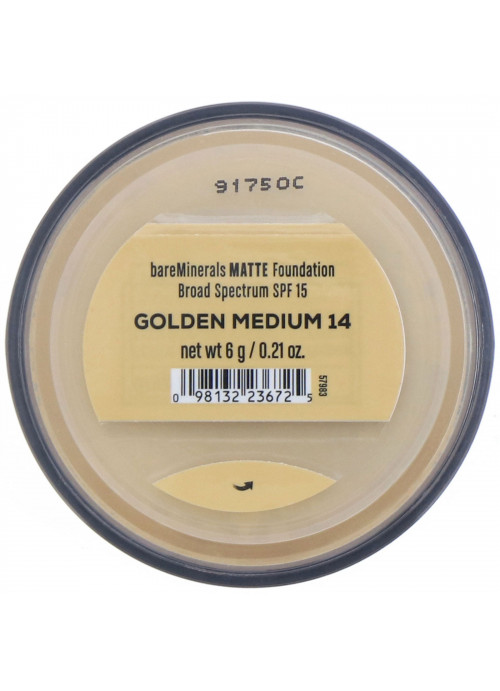 91750C
bareMinerals MATTE Foundation
Broad Spectrum SPF 15
GOLDEN MEDIUM 14
net wt 6 g / 0.21 oz.
57983
0 98132 23672 5